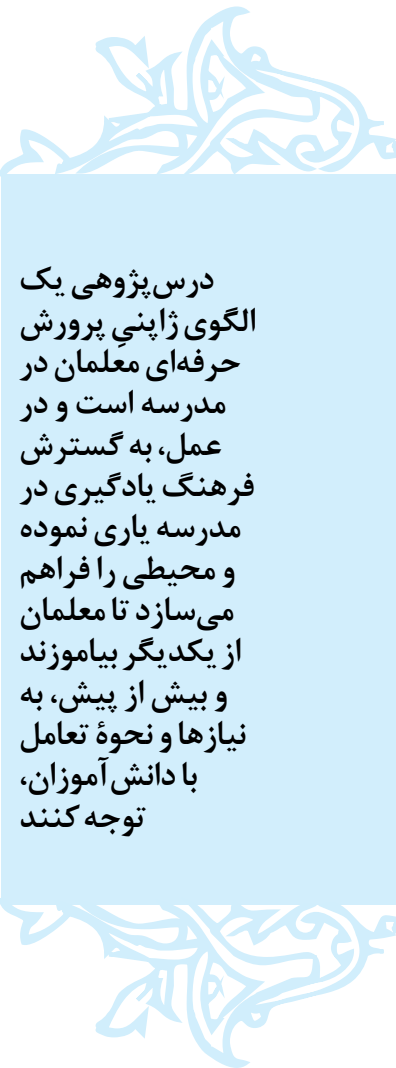 درس‌پژوهی یک
الگوی ژاپنیِ پرورش
حرفه‌ای معلمان در
مدرسه است و در
عمل، به گسترش
فرهنگ یادگیری در
مدرسه یاری نموده
و محیطی را فراهم
می‌سازد تا معلمان
از یکدیگر بیاموزند
و بیش از پیش، به
نیازها و نحوهٔ تعامل
با دانش‌آموزان،
توجه کنند